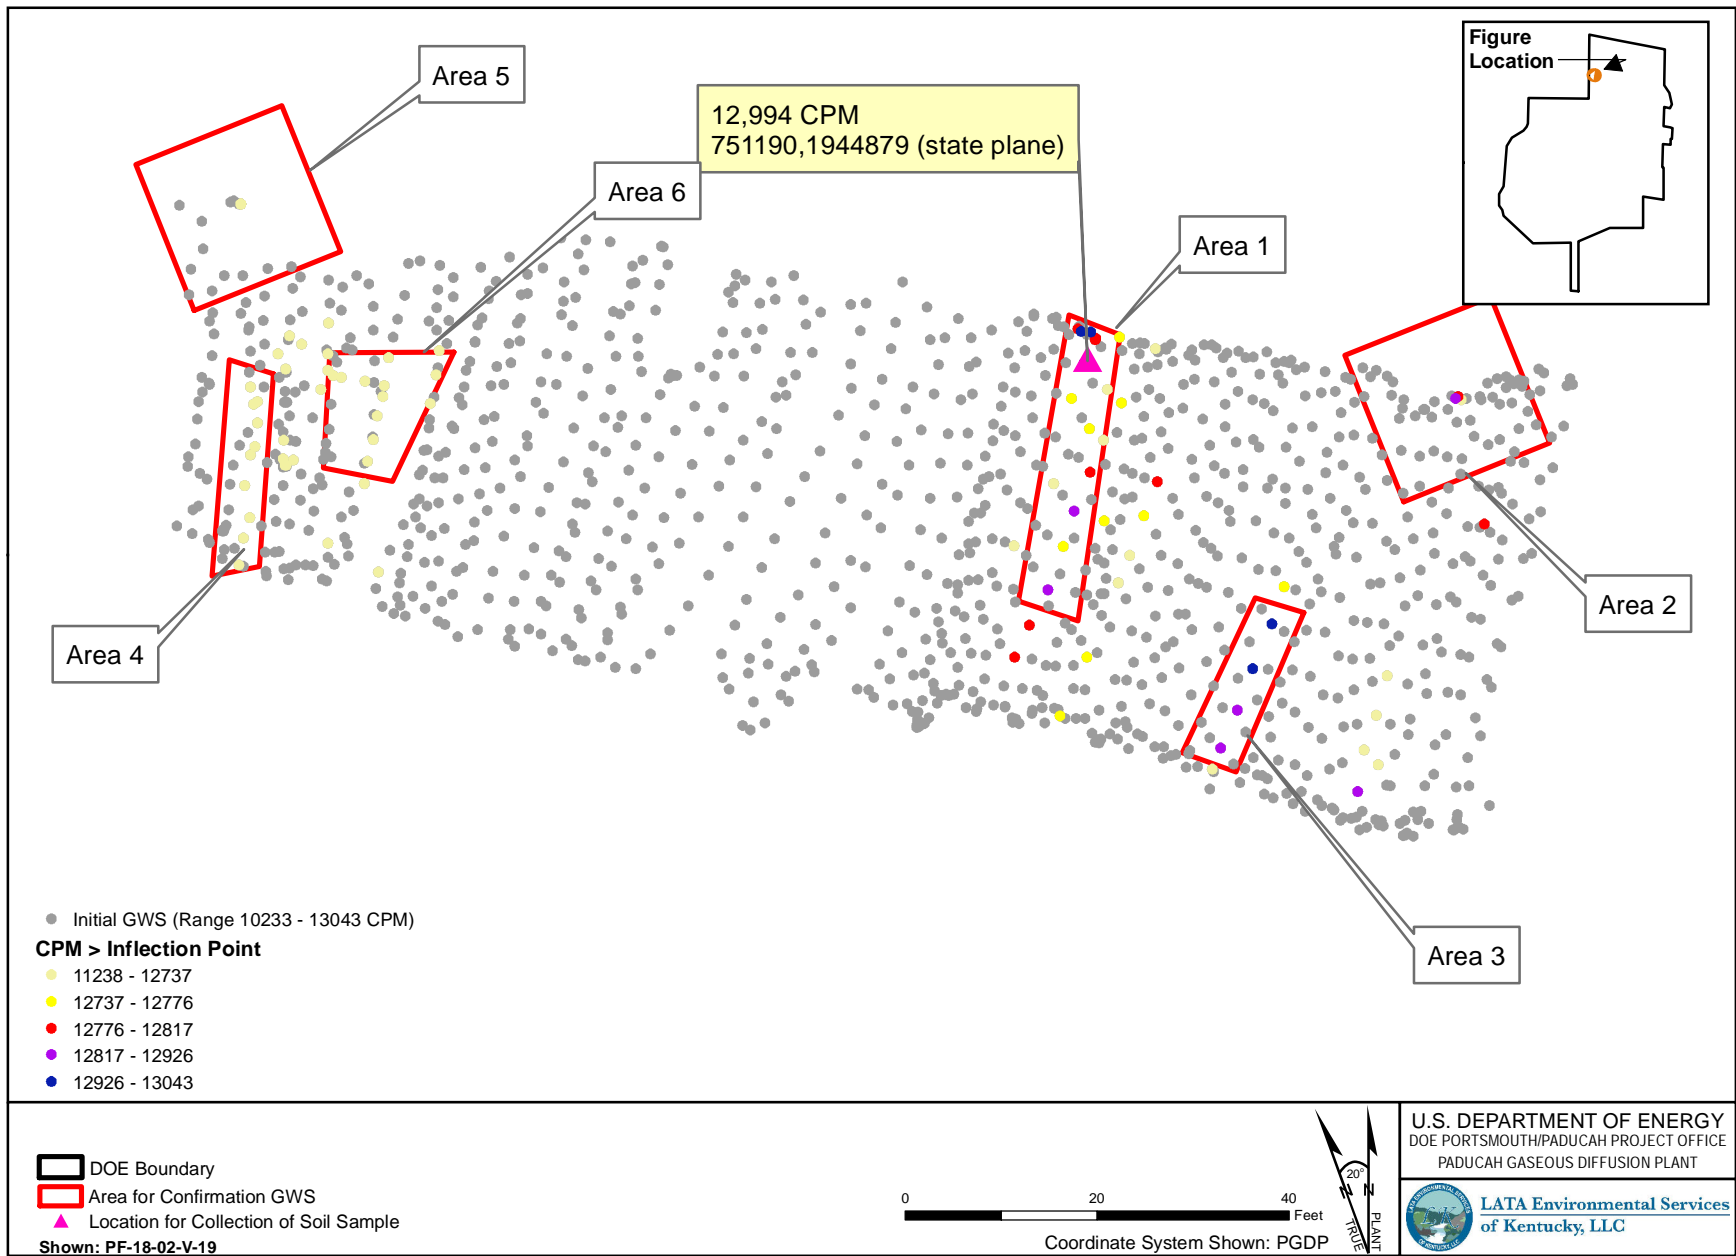 Figure
Location
Area 5
12,994 CPM
751190,1944879 (state plane)
Area 6
Area 1
Area 2
Area 4
Area 3
Initial GWS (Range 10233 - 13043 CPM)
CPM > Inflection Point
11238 - 12737
12737 - 12776
12776 - 12817
12817 - 12926
12926 - 13043
DOE Boundary
Area for Confirmation GWS
Location for Collection of Soil Sample
Shown: PF-18-02-V-19
0 20 40
Feet
Coordinate System Shown: PGDP
20°
N N
TRUE
PLANT
U.S. DEPARTMENT OF ENERGY
DOE PORTSMOUTH/PADUCAH PROJECT OFFICE
PADUCAH GASEOUS DIFFUSION PLANT
LATA Environmental Services
of Kentucky, LLC